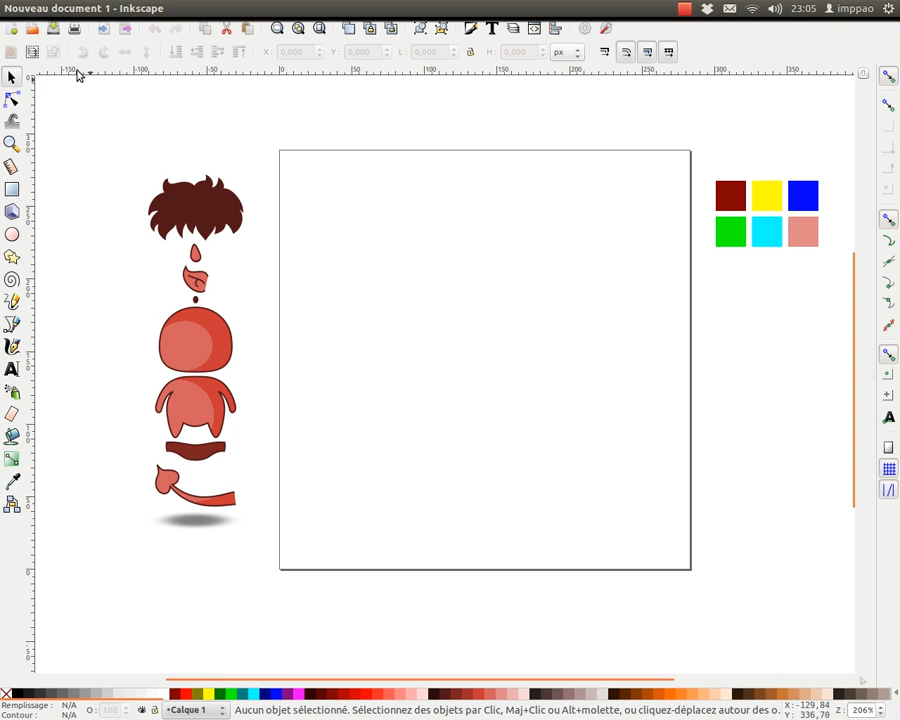 Nouveau document 1 - Inkscape
23:05 imppao
X: 0,000 Y: 0,000 L: 0,000 H: 0,000 px
-150 -100 -50 0 50 100 150 200 250 300 350
Remplissage : N/A O: 100 •Calque 1 Aucun objet sélectionné. Sélectionnez des objets par Clic, Maj+Clic ou Alt+molette, ou cliquez-déplacez autour des o. X: -129,84 Z: 206%
Contour : N/A Y: 336,78